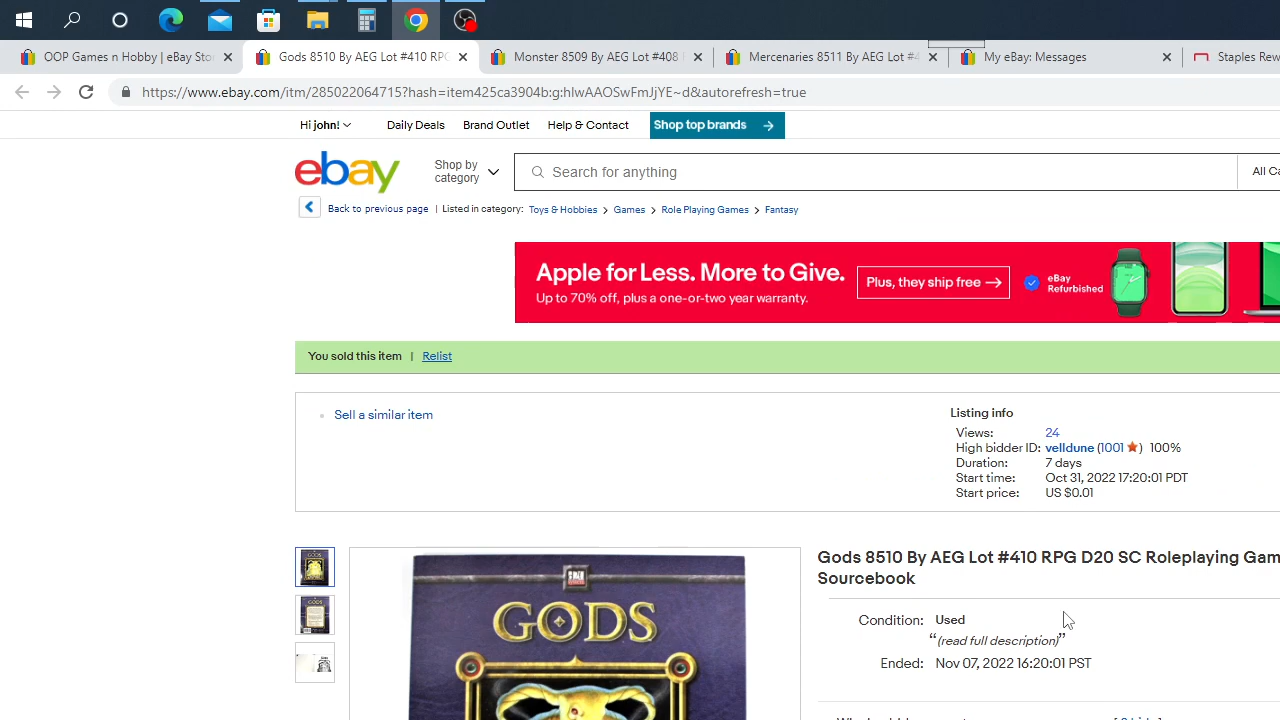 OOP Games n Hobby | eBay Sto
Gods 8510 By AEG Lot #410 RPG
Monster 8509 By AEG Lot #408
Mercenaries 8511 By AEG Lot #4
My eBay: Messages
Staples Rew
https://www.ebay.com/itm/285022064715?hash=item425ca3904b:g:hlwAAOSwFmJjYE~d&autorefresh=true
Hi john!
Daily Deals
Brand Outlet
Help & Contact
Shop top brands
ebay
Shop by category
Search for anything
All Ca
Back to previous page | Listed in category: Toys & Hobbies > Games > Role Playing Games > Fantasy
Apple for Less. More to Give.
Up to 70% off, plus a one-or-two year warranty.
Plus, they ship free →
eBay Refurbished
You sold this item | Relist
Sell a similar item
Listing info
Views: 24
High bidder ID: velldune (1001 ) 100%
Duration: 7 days
Start time: Oct 31, 2022 17:20:01 PDT
Start price: US $0.01
GODS
Gods 8510 By AEG Lot #410 RPG D20 SC Roleplaying Gam
Sourcebook
Condition: Used
“(read full description)”
Ended: Nov 07, 2022 16:20:01 PST